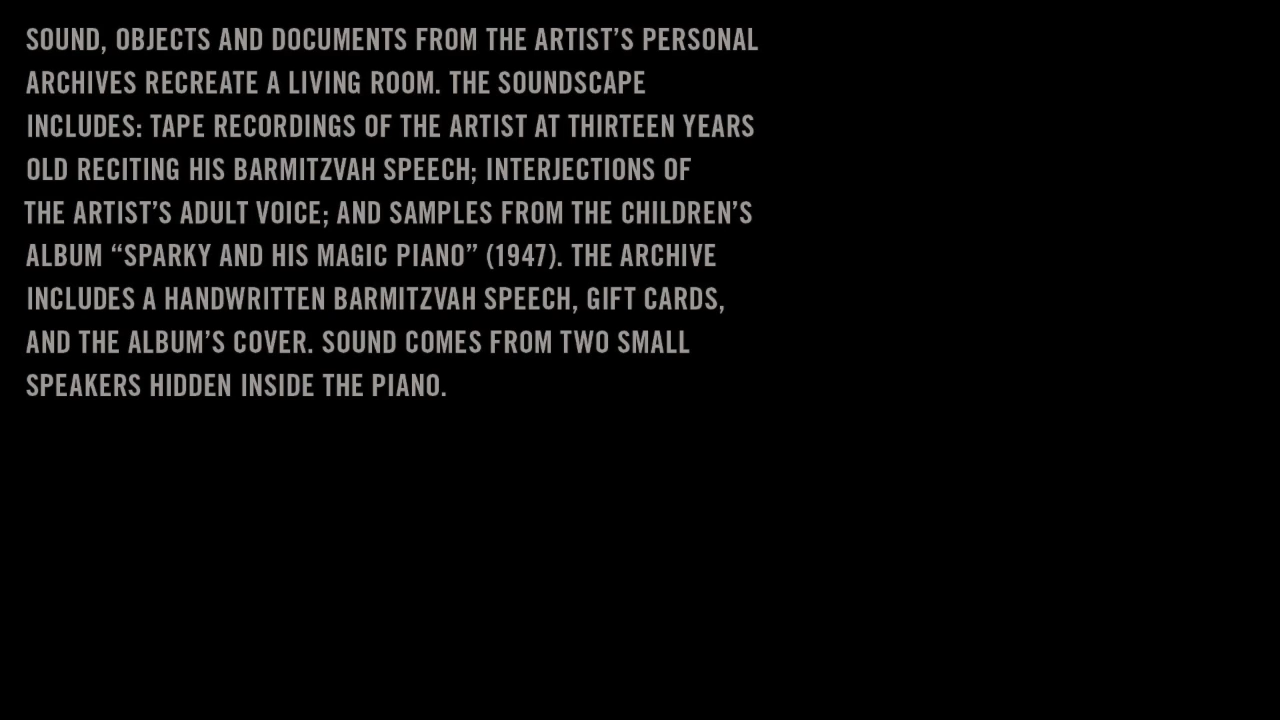 SOUND, OBJECTS AND DOCUMENTS FROM THE ARTIST’S PERSONAL
ARCHIVES RECREATE A LIVING ROOM. THE SOUNDSCAPE
INCLUDES: TAPE RECORDINGS OF THE ARTIST AT THIRTEEN YEARS
OLD RECITING HIS BARMITZVAH SPEECH; INTERJECTIONS OF
THE ARTIST’S ADULT VOICE; AND SAMPLES FROM THE CHILDREN’S
ALBUM “SPARKY AND HIS MAGIC PIANO” (1947). THE ARCHIVE
INCLUDES A HANDWRITTEN BARMITZVAH SPEECH, GIFT CARDS,
AND THE ALBUM’S COVER. SOUND COMES FROM TWO SMALL
SPEAKERS HIDDEN INSIDE THE PIANO.